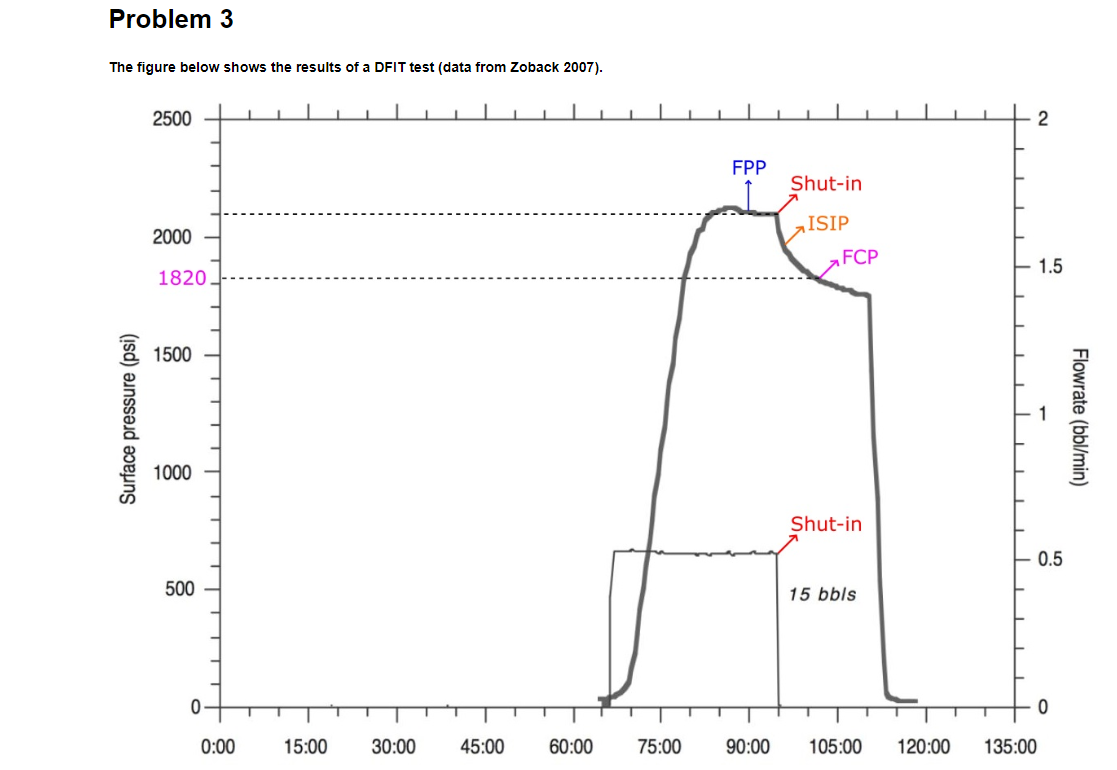 Problem 3
The figure below shows the results of a DFIT test (data from Zoback 2007).
2500
2
FPP
Shut-in
ISIP
2000
FCP
1820
1.5
Surface pressure (psi)
1500
Flowrate (bbl/min)
1
1000
Shut-in
0.5
500
15 bbls
0
0
0:00 15:00 30:00 45:00 60:00 75:00 90:00 105:00 120:00 135:00